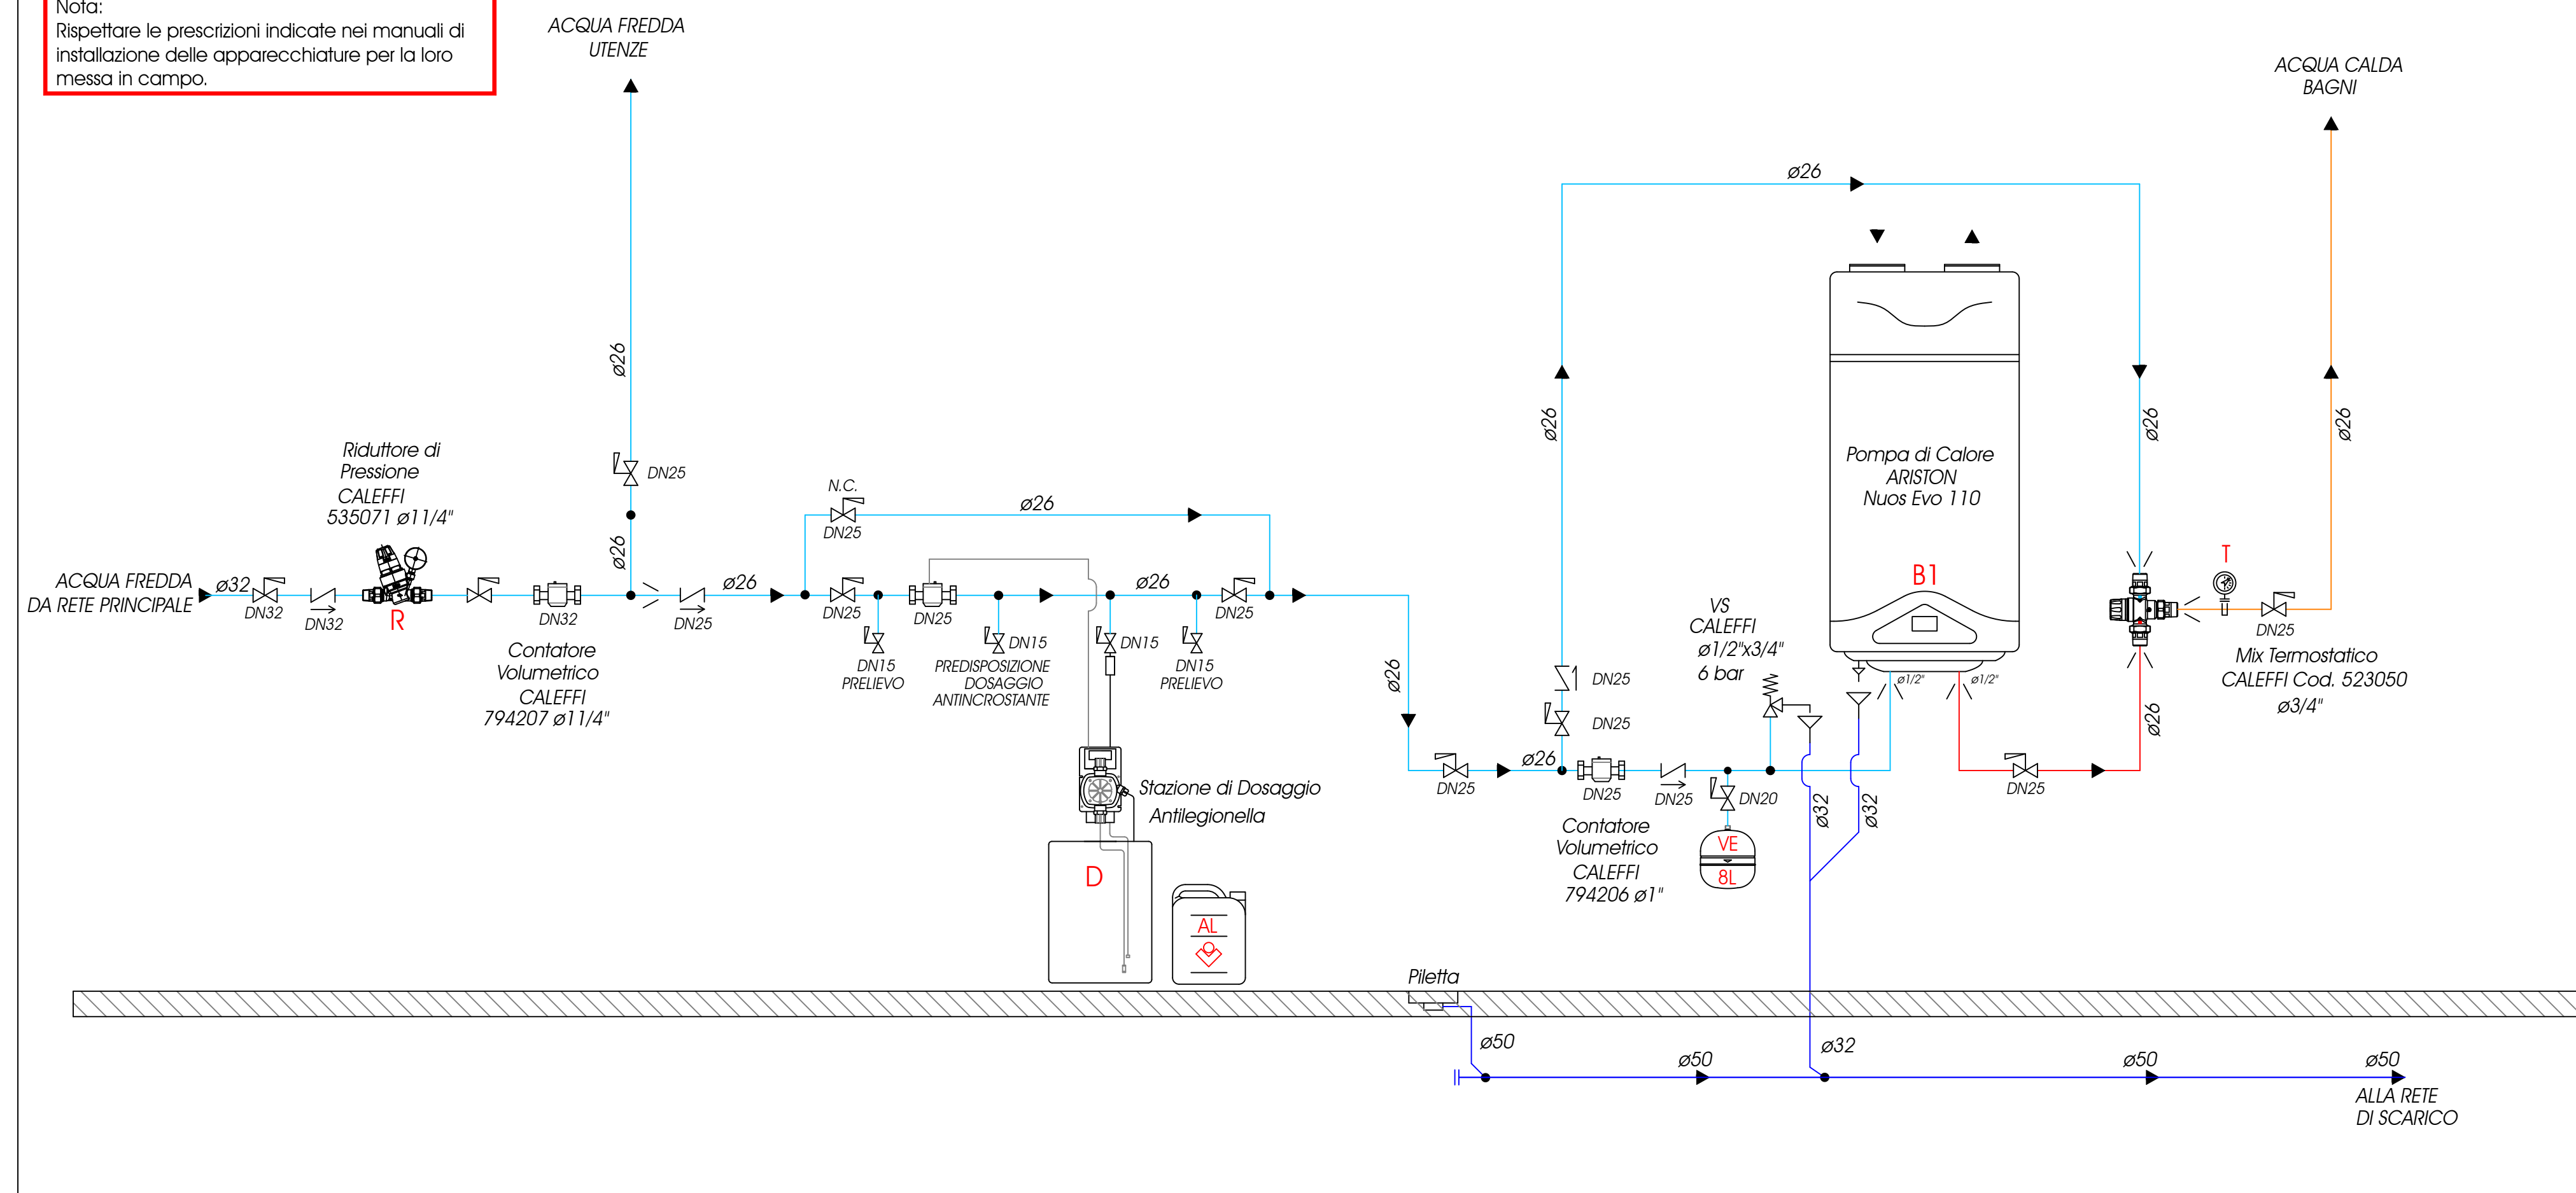 Nota:
Rispettare le prescrizioni indicate nei manuali di
installazione delle apparecchiature per la loro
messa in campo.
ACQUA FREDDA
UTENZE
ACQUA CALDA
BAGNI
ø26
ø26
ø26
ø26
ø26
Riduttore di
Pressione
CALEFFI
535071 ø11/4"
DN25
N.C.
DN25
ø26
Pompa di Calore
ARISTON
Nuos Evo 110
B1
ACQUA FREDDA
DA RETE PRINCIPALE
ø32
DN32
DN32
R
DN32
Contatore
Volumetrico
CALEFFI
794207 ø11/4"
ø26
DN25
ø26
DN25
DN15
PRELIEVO
DN25
DN15
PREDISPOSIZIONE
DOSAGGIO
ANTINCROSTANTE
DN15
ø26
DN15
PRELIEVO
DN25
Stazione di Dosaggio
Antilegionella
D
AL
ø26
DN25
ø26
DN25
DN25
DN25
Contatore
Volumetrico
CALEFFI
794206 ø1"
DN25
VS
CALEFFI
ø1/2"x3/4"
6 bar
DN20
VE
8L
ø32
ø32
ø1/2"
ø1/2"
DN25
ø26
T
DN25
Mix Termostatico
CALEFFI Cod. 523050
ø3/4"
Piletta
ø50
ø50
ø32
ø50
ø50
ALLA RETE
DI SCARICO